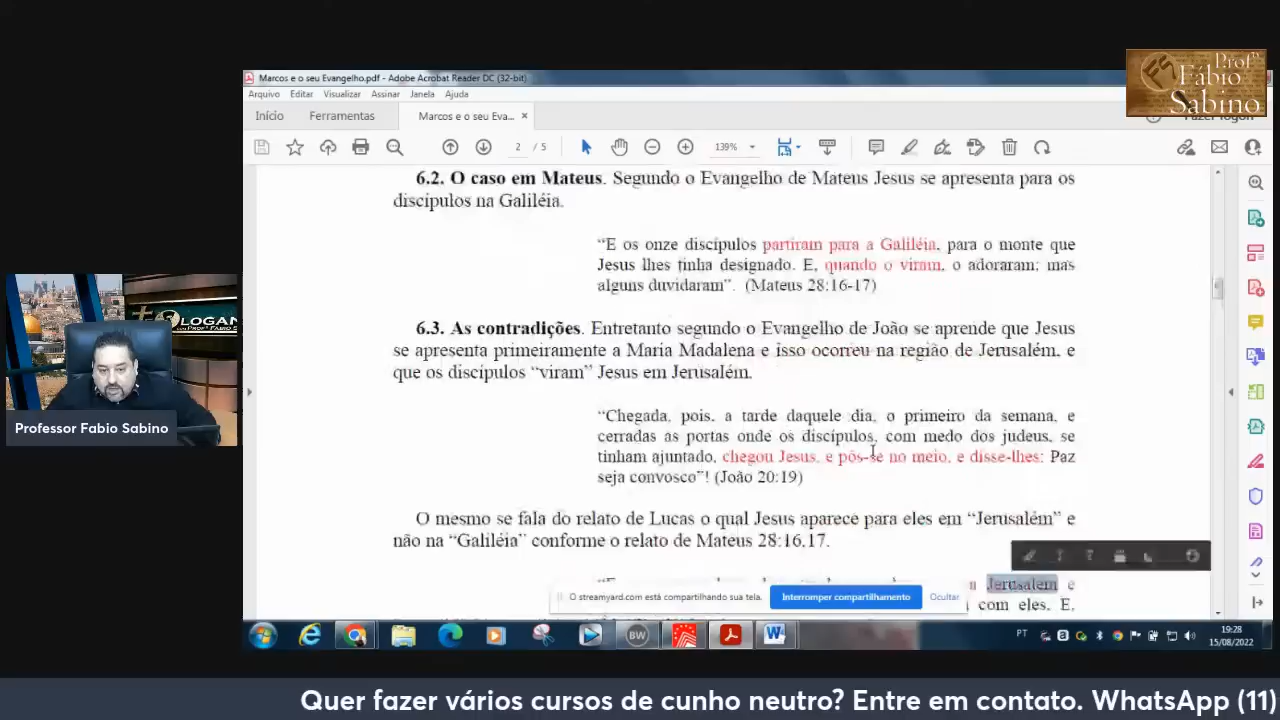 Prof°
Fábio
Sabino
Marcos e o seu Evangelho.pdf - Adobe Acrobat Reader DC (32-bit)
Arquivo Editar Visualizar Assinar Janela Ajuda
Início Ferramentas Marcos e o seu Eva... ×
2 / 5 139%
6.2. O caso em Mateus. Segundo o Evangelho de Mateus Jesus se apresenta para os
discípulos na Galiléia.
“E os onze discípulos partiram para a Galiléia, para o monte que
Jesus lhes tinha designado. E, quando o viram, o adoraram; mas
alguns duvidaram”. (Mateus 28:16-17)
6.3. As contradições. Entretanto segundo o Evangelho de João se aprende que Jesus
se apresenta primeiramente a Maria Madalena e isso ocorreu na região de Jerusalém, e
que os discípulos “viram” Jesus em Jerusalém.
“Chegada, pois, a tarde daquele dia, o primeiro da semana, e
cerradas as portas onde os discípulos, com medo dos judeus, se
tinham ajuntado, chegou Jesus, e pôs-se no meio, e disse-lhes: Paz
seja convosco”! (João 20:19)
O mesmo se fala do relato de Lucas o qual Jesus aparece para eles em “Jerusalém” e
não na “Galiléia” conforme o relato de Mateus 28:16,17.
Jerusalém e
com eles. E,
O streamyard.com está compartilhando sua tela. Interromper compartilhamento Ocultar
Professor Fabio Sabino
BW
PT
19:28
15/08/2022
Quer fazer vários cursos de cunho neutro? Entre em contato. WhatsApp (11)